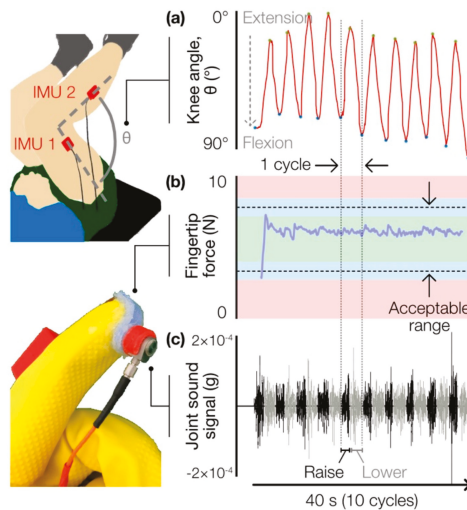 (a)
0°
Extension
Knee angle,
θ (°)
IMU 2
IMU 1
θ
90°
Flexion
1 cycle
(b)
10
Fingertip
force (N)
0
Acceptable
range
(c)
2×10⁻⁴
Joint sound
signal (g)
-2×10⁻⁴
Raise
Lower
40 s (10 cycles)